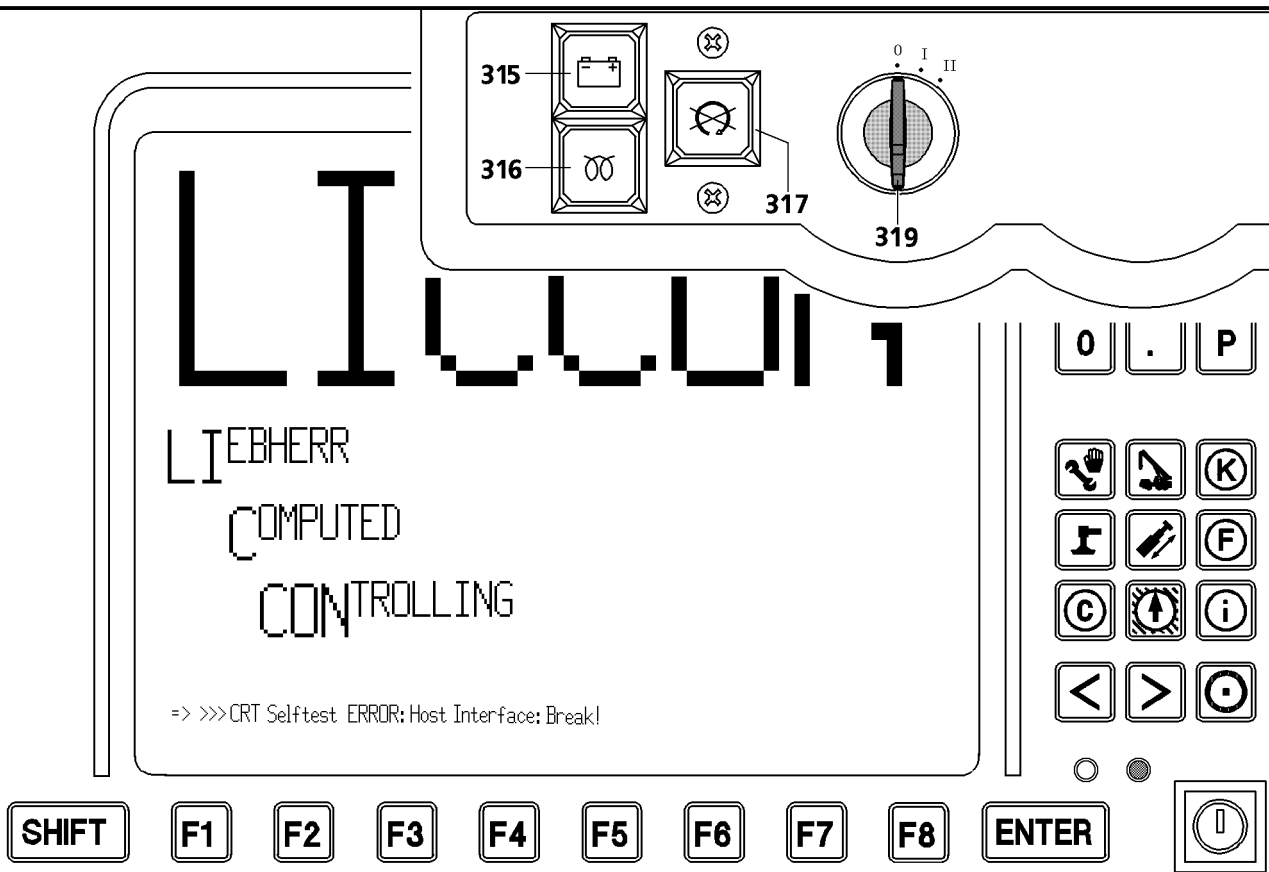 0 I II
315
316
317
319
LICCON
LIEBHERR
COMPUTED
CONTROLLING
=> >>>CRT Selftest ERROR: Host Interface: Break!
0 . P
K
F
C i
< >
SHIFT F1 F2 F3 F4 F5 F6 F7 F8 ENTER